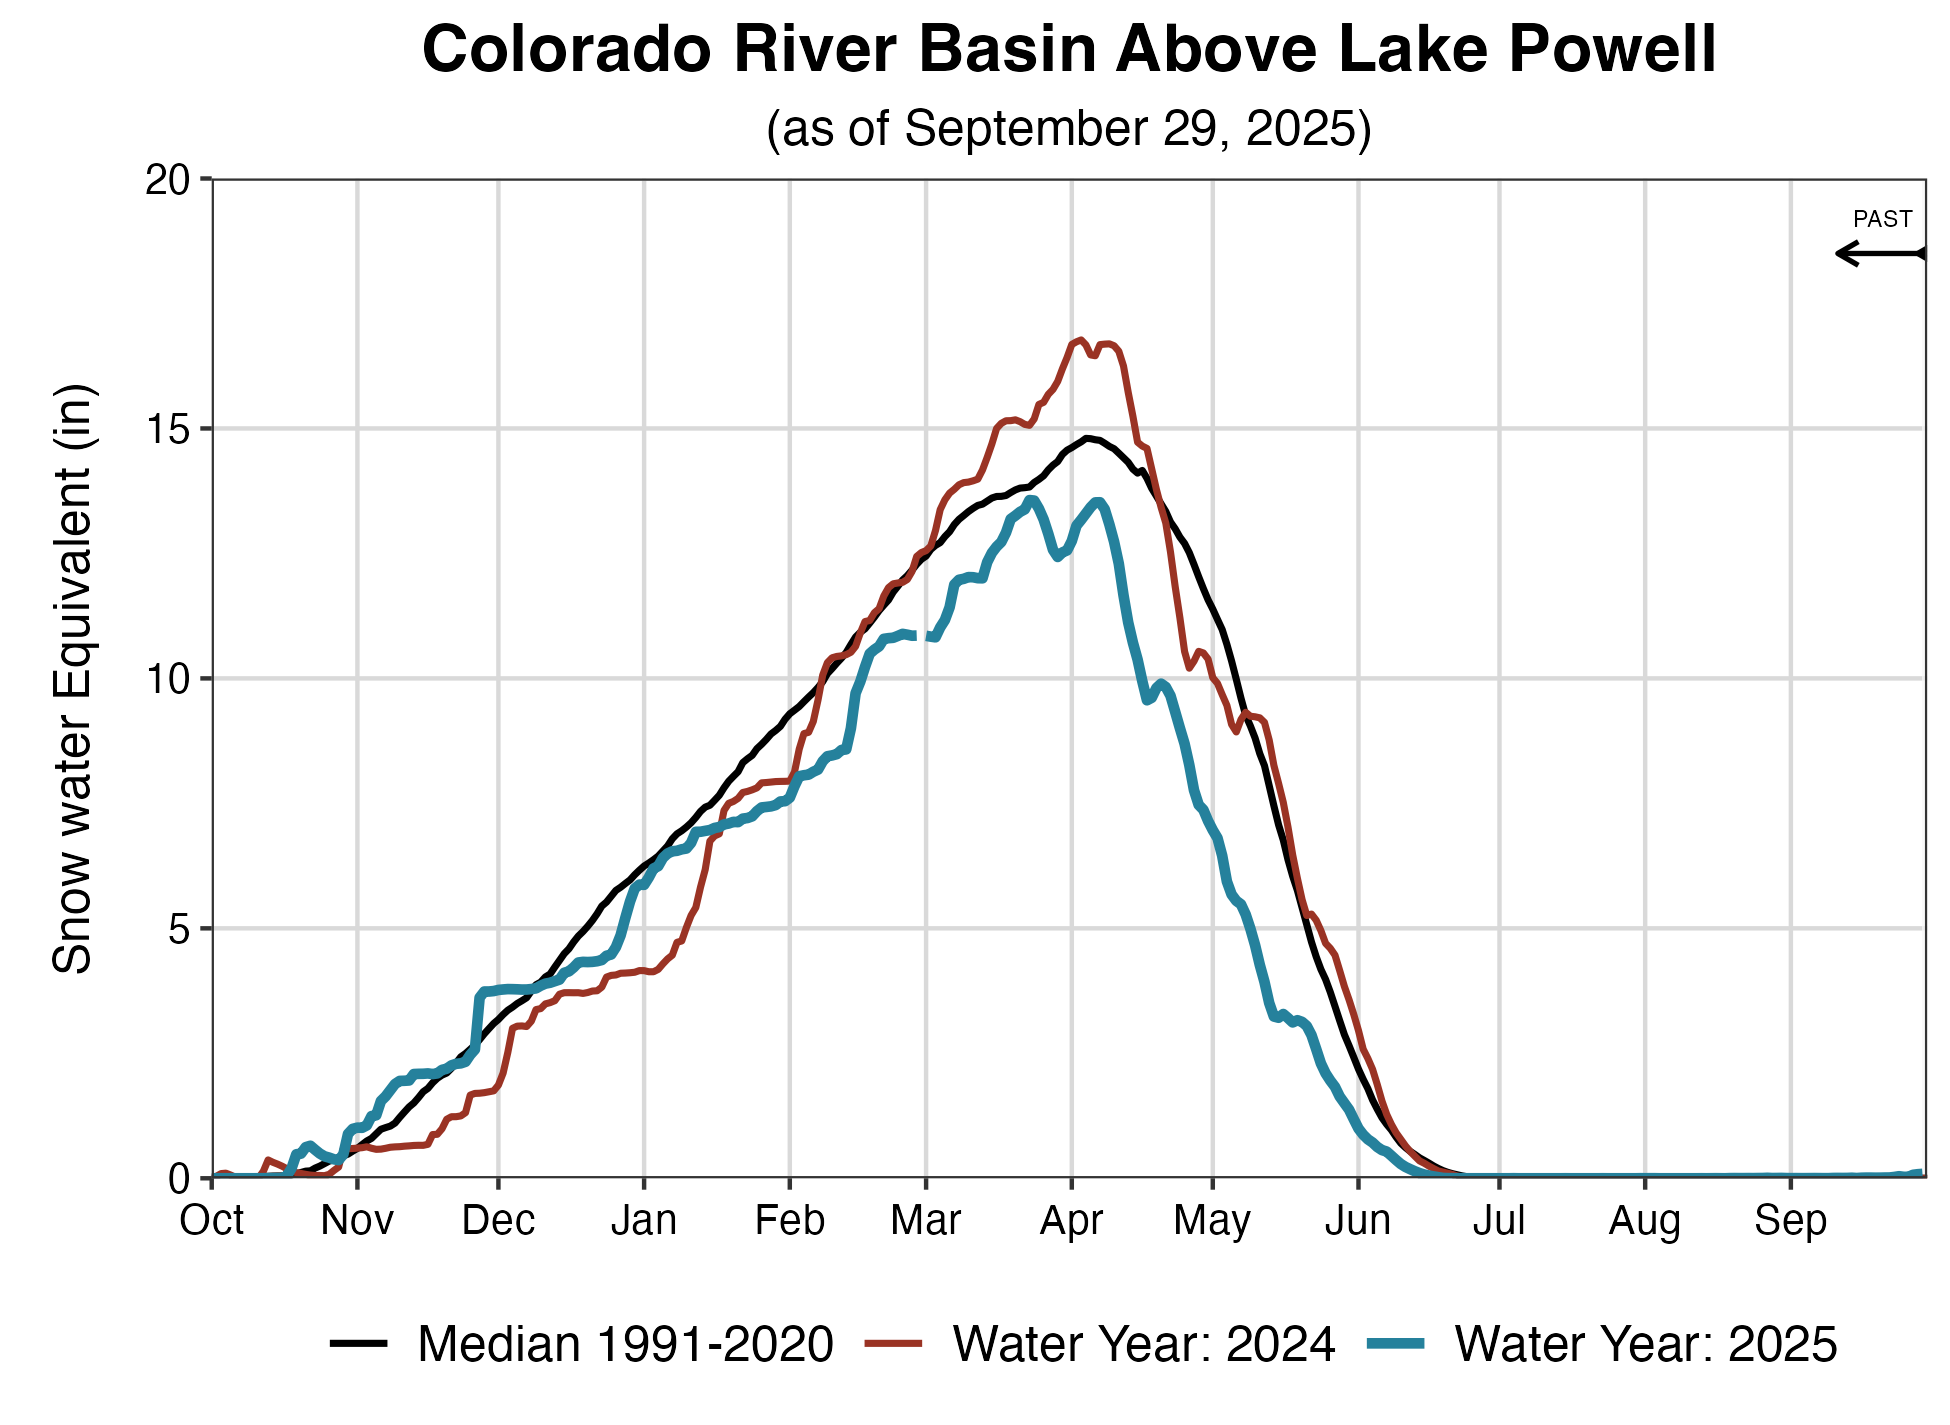 Colorado River Basin Above Lake Powell
(as of September 29, 2025)
20
PAST
15
10
5
0
Snow water Equivalent (in)
Oct Nov Dec Jan Feb Mar Apr May Jun Jul Aug Sep
Median 1991-2020 Water Year: 2024 Water Year: 2025